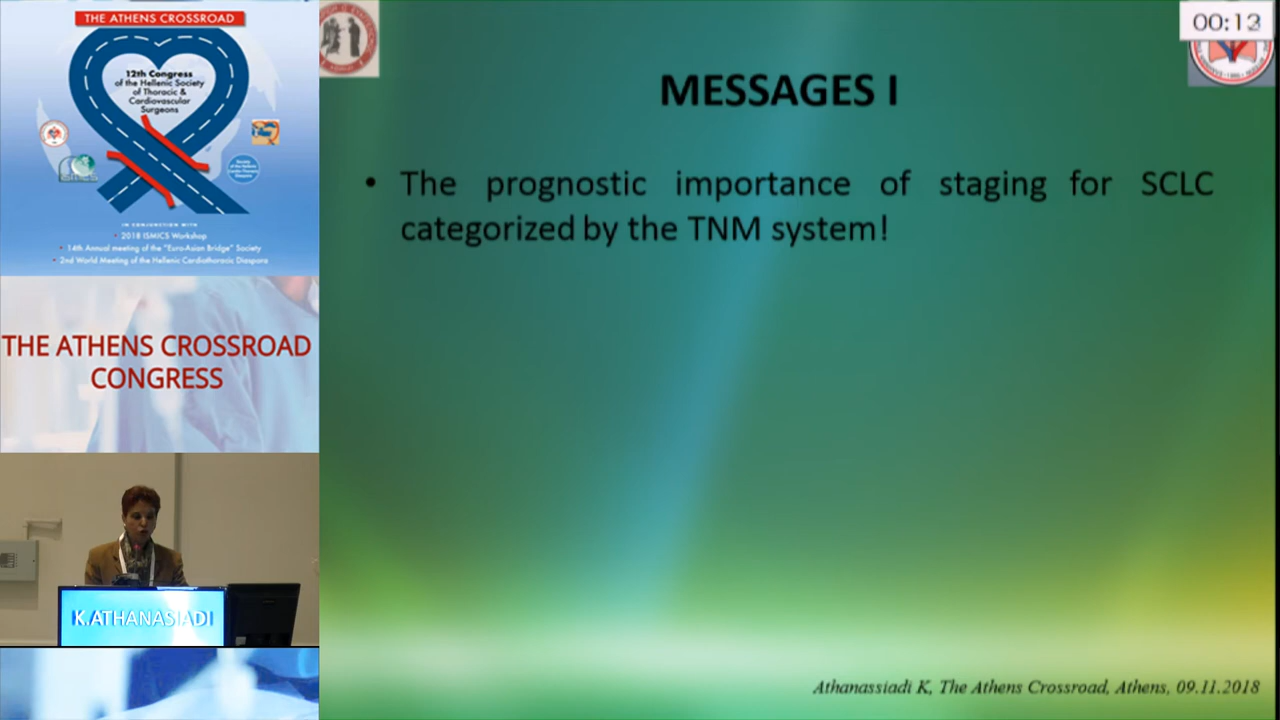 THE ATHENS CROSSROAD
12th Congress
of the Hellenic Society
of Thoracic &
Cardiovascular
Surgeons
IN CONJUNCTION WITH
• 2018 ISMICS Workshop
• 14th Annual meeting of the "Euro-Asian Bridge" Society
• 2nd World Meeting of the Hellenic Cardiothoracic Diaspora
THE ATHENS CROSSROAD
CONGRESS
K.ATHANASIADI
00:13
MESSAGES I
• The prognostic importance of staging for SCLC
categorized by the TNM system!
Athanassiadi K, The Athens Crossroad, Athens, 09.11.2018